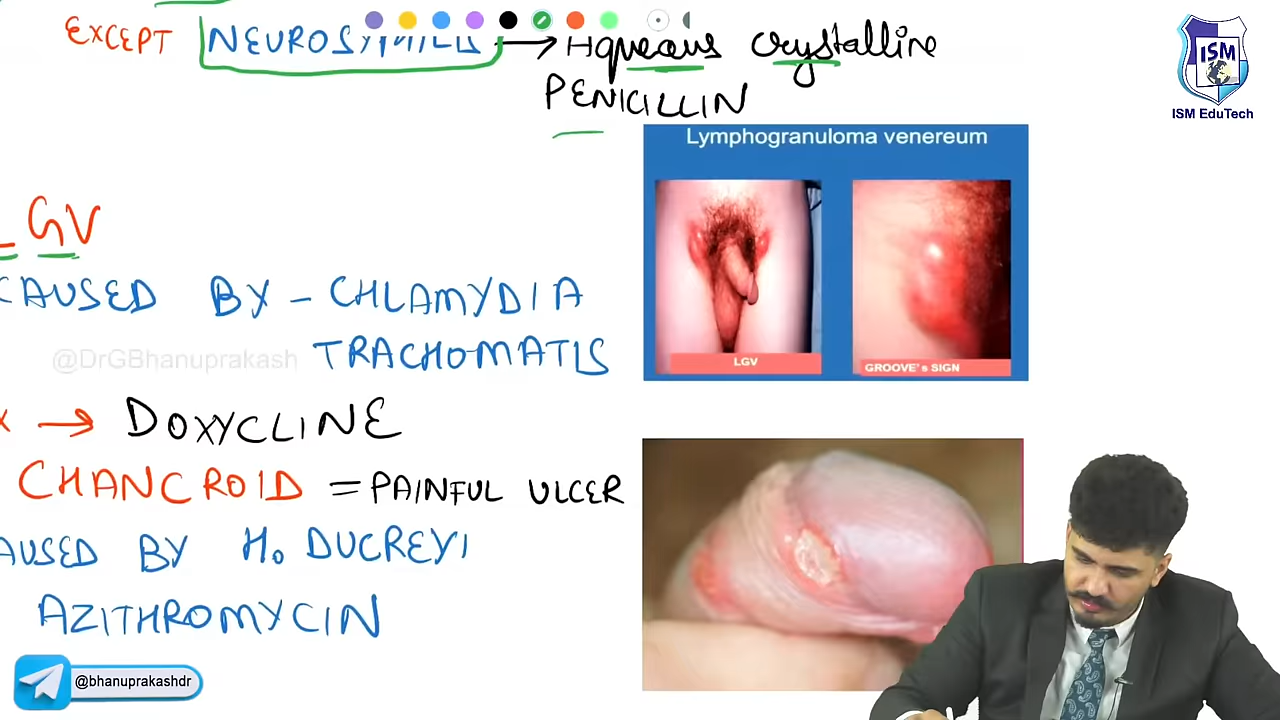 EXCEPT NEUROSYPHILIS → Aqueous crystalline
PENICILLIN
ISM
ISM EduTech
Lymphogranuloma venereum
LGV
GROOVE's SIGN
LGV
CAUSED BY - CHLAMYDIA
TRACHOMATIS
@DrGBhanuprakash
X → DOXYCLINE
CHANCROID = PAINFUL ULCER
AUSED BY H. DUCREYI
AZITHROMYCIN
@bhanuprakashdr